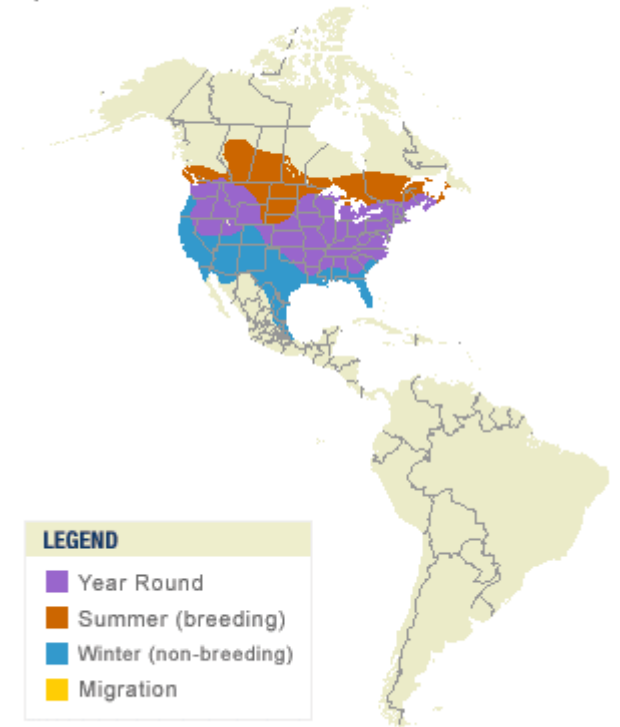 LEGEND
Year Round
Summer (breeding)
Winter (non-breeding)
Migration